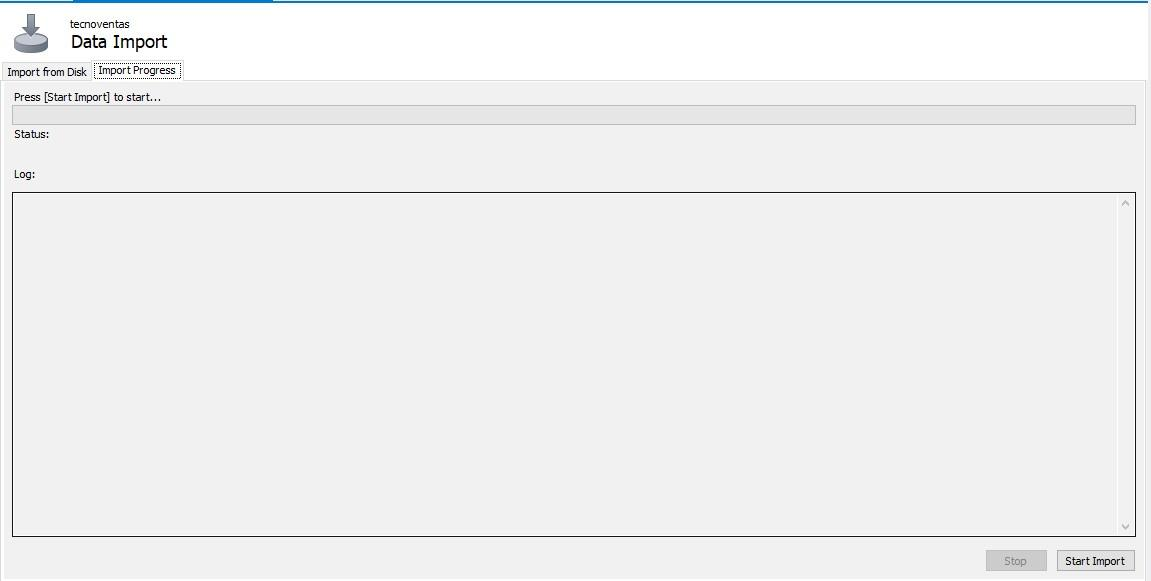 tecnoventas
Data Import
Import from Disk
Import Progress
Press [Start Import] to start...
Status:
Log:
Stop
Start Import